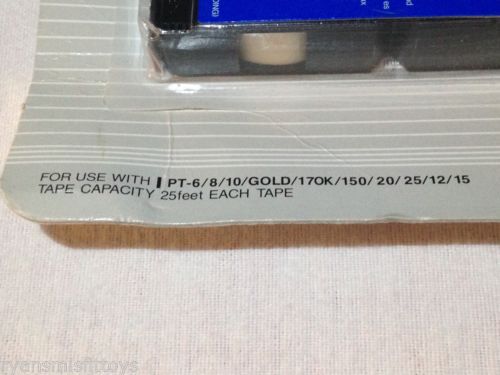 FOR USE WITH PT-6/8/10/GOLD/170K/150/20/25/12/15
TAPE CAPACITY 25feet EACH TAPE
ryansmisfittoys